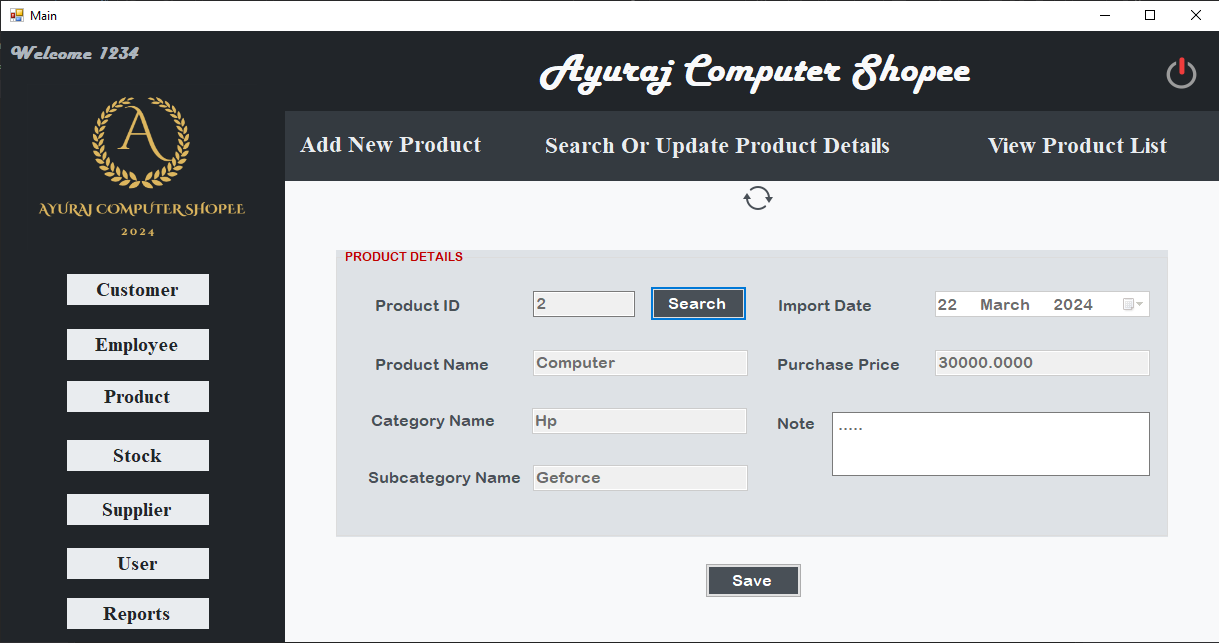 Main
Welcome 1234
Ayuraj Computer Shopee
A
AYURAJ COMPUTER SHOPEE
2024
Add New Product
Search Or Update Product Details
View Product List
Customer
Employee
Product
Stock
Supplier
User
Reports
PRODUCT DETAILS
Product ID
2
Search
Import Date
22 March 2024
Product Name
Computer
Purchase Price
30000.0000
Category Name
Hp
Note
.....
Subcategory Name
Geforce
Save